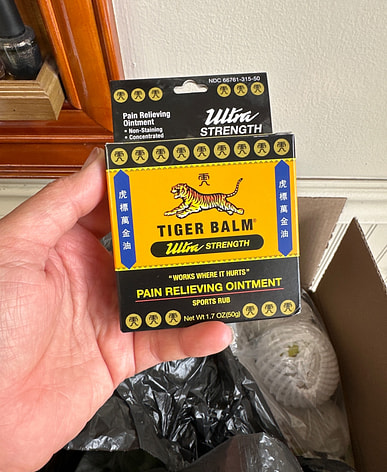 NDC 66761-315-50
Pain Relieving
Ointment
• Non-Staining
• Concentrated
Ultra
STRENGTH
虎標萬金油
虎標萬金油
TIGER BALM®
Ultra STRENGTH
"WORKS WHERE IT HURTS"
PAIN RELIEVING OINTMENT
SPORTS RUB
Net Wt 1.7 OZ(50g)